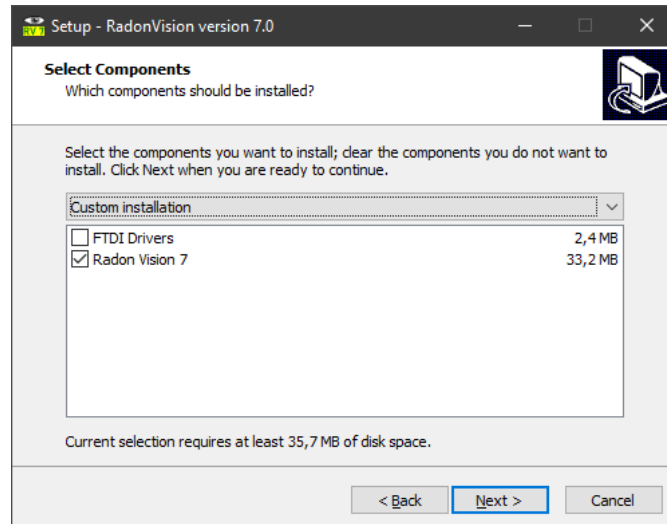 RV 7 Setup - RadonVision version 7.0
Select Components
Which components should be installed?
Select the components you want to install; clear the components you do not want to
install. Click Next when you are ready to continue.
Custom installation
FTDI Drivers 2,4 MB
Radon Vision 7 33,2 MB
Current selection requires at least 35,7 MB of disk space.
< Back Next > Cancel